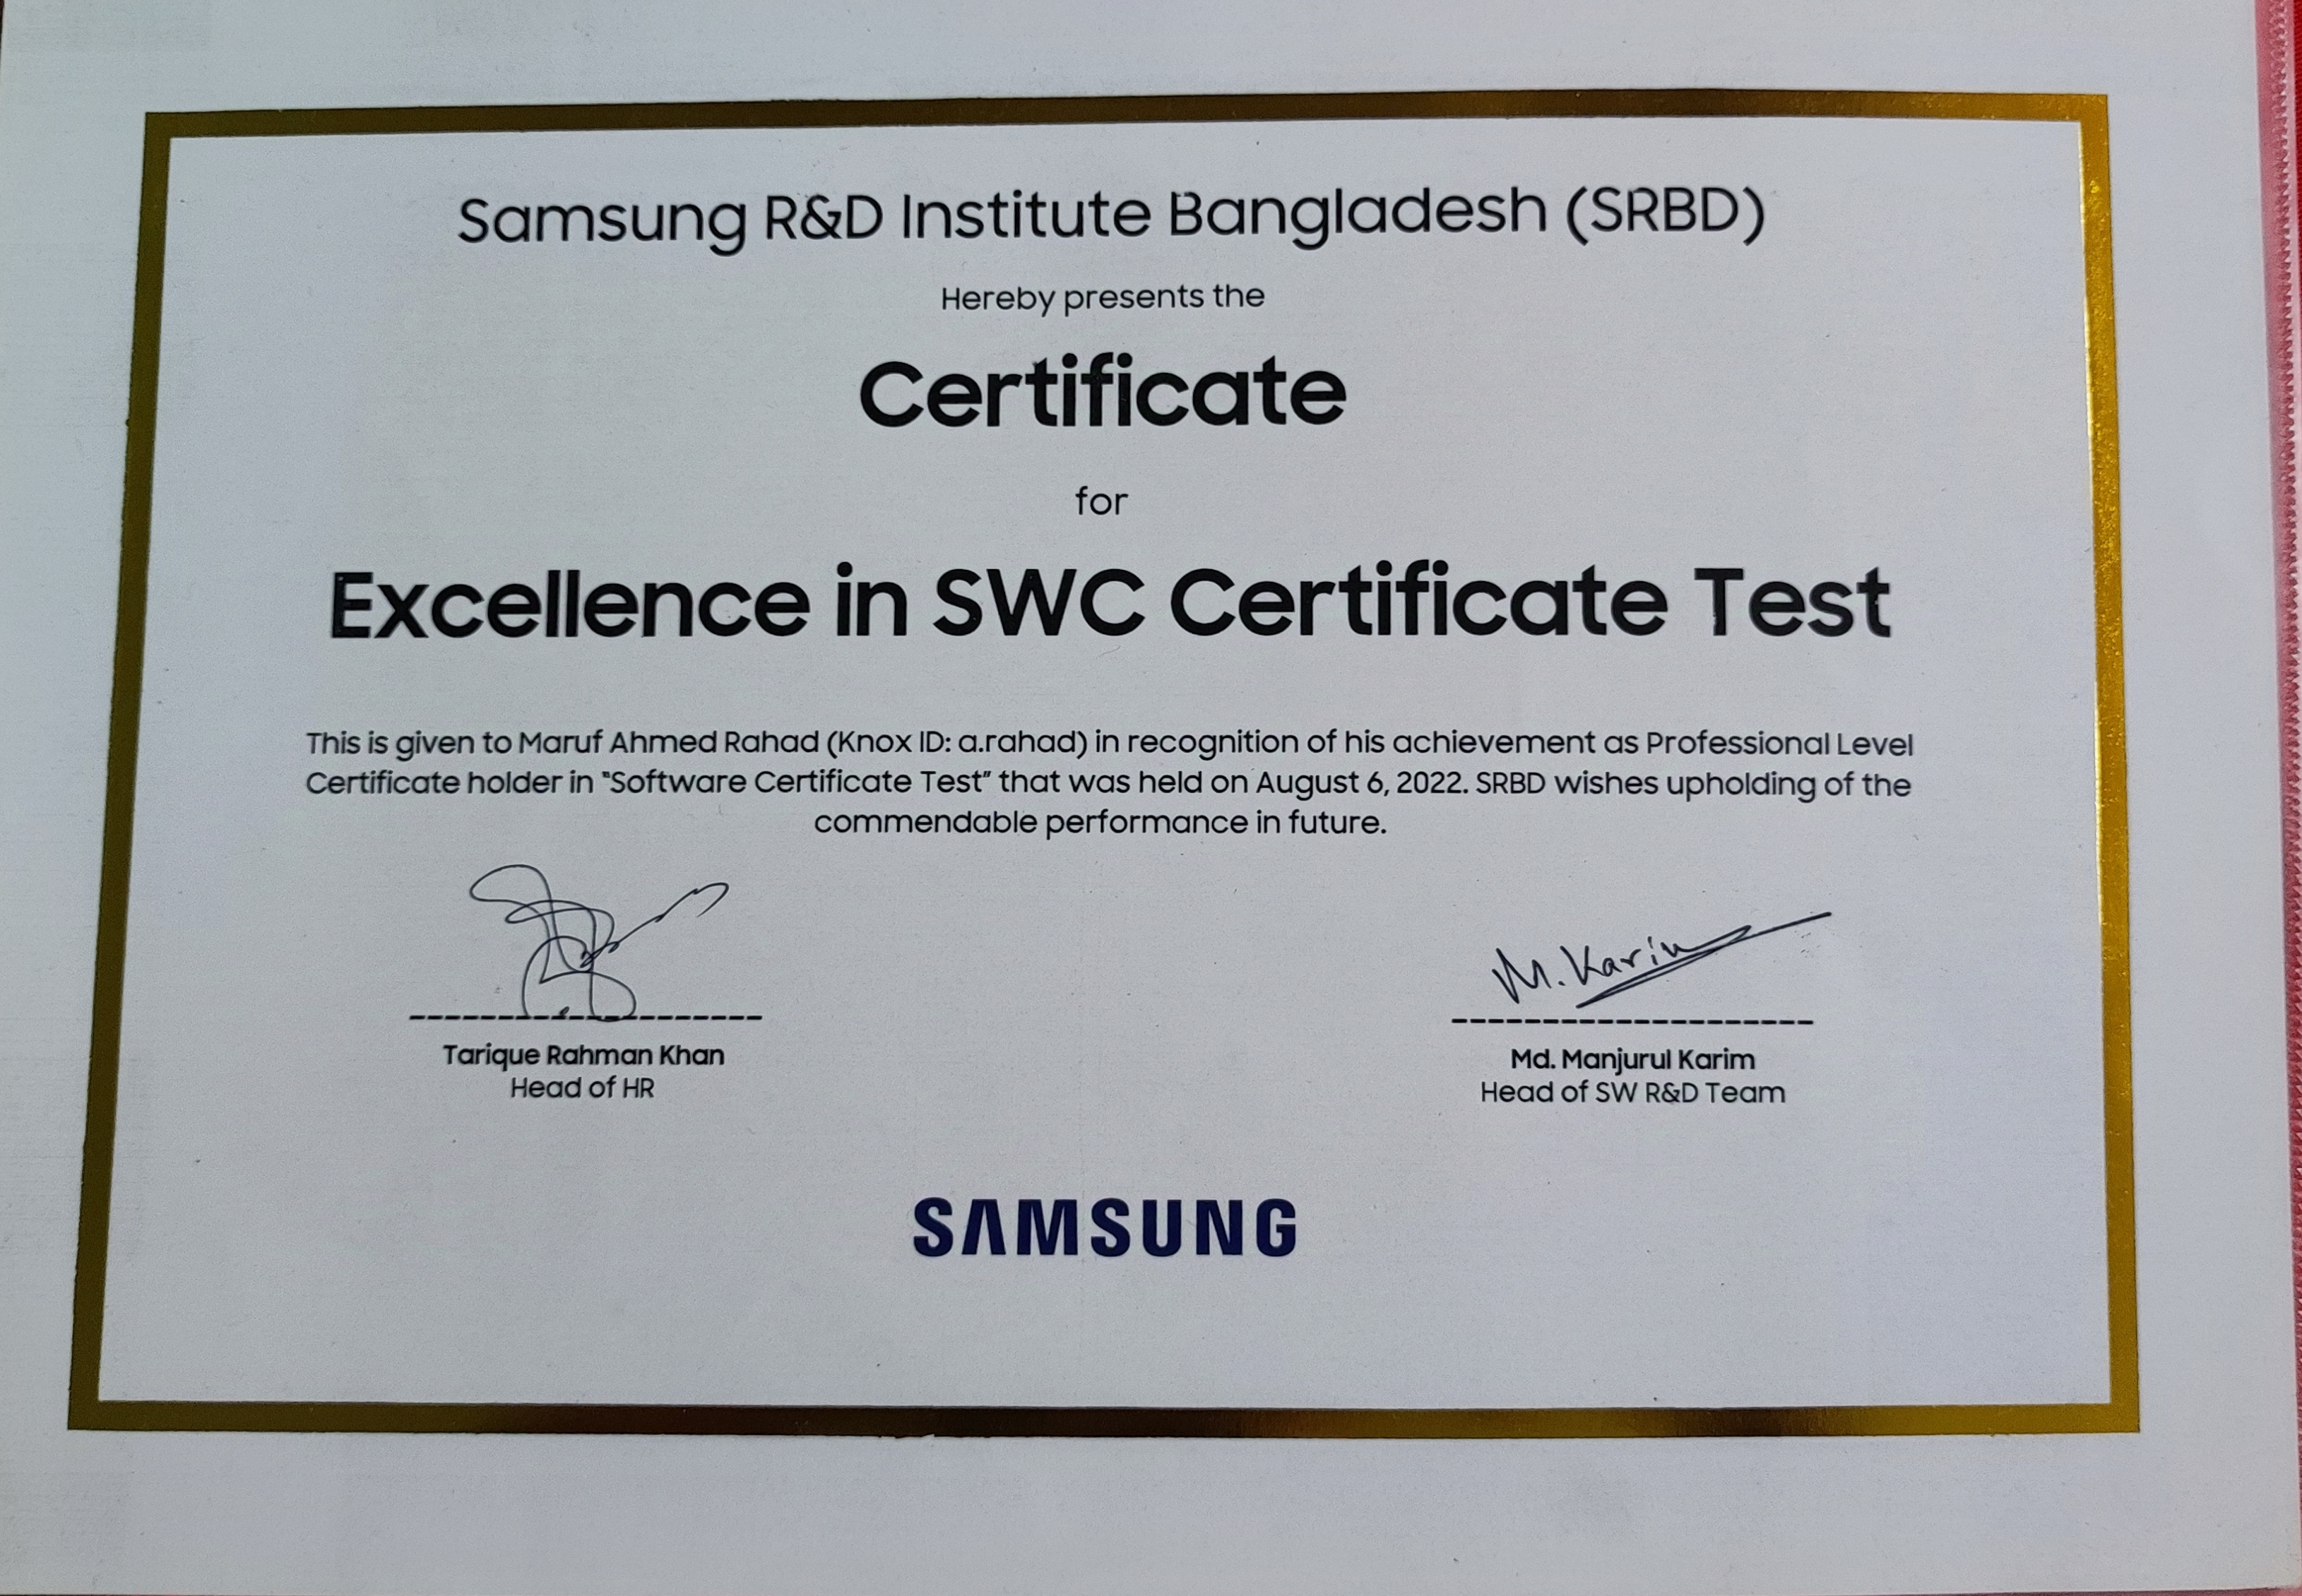 Samsung R&D Institute Bangladesh (SRBD)
Hereby presents the
Certificate
for
Excellence in SWC Certificate Test
This is given to Maruf Ahmed Rahad (Knox ID: a.rahad) in recognition of his achievement as Professional Level
Certificate holder in "Software Certificate Test" that was held on August 6, 2022. SRBD wishes upholding of the
commendable performance in future.
M. Karim
Tarique Rahman Khan
Head of HR
Md. Manjurul Karim
Head of SW R&D Team
SAMSUNG